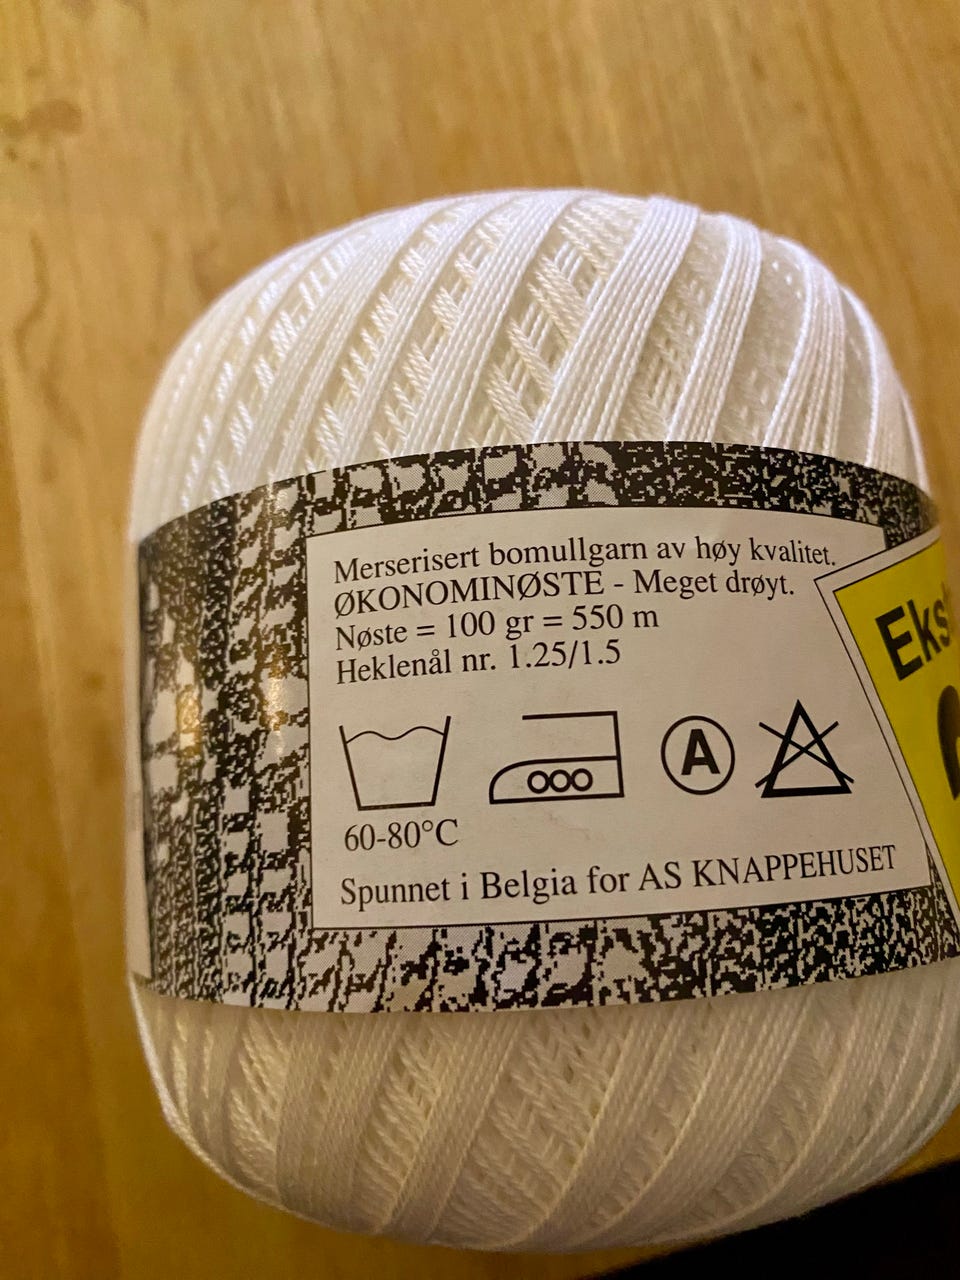 Merserisert bomullgarn av høy kvalitet.
ØKONOMINØSTE - Meget drøyt.
Nøste = 100 gr = 550 m
Heklenål nr. 1.25/1.5
A
60-80°C
Spunnet i Belgia for AS KNAPPEHUSET